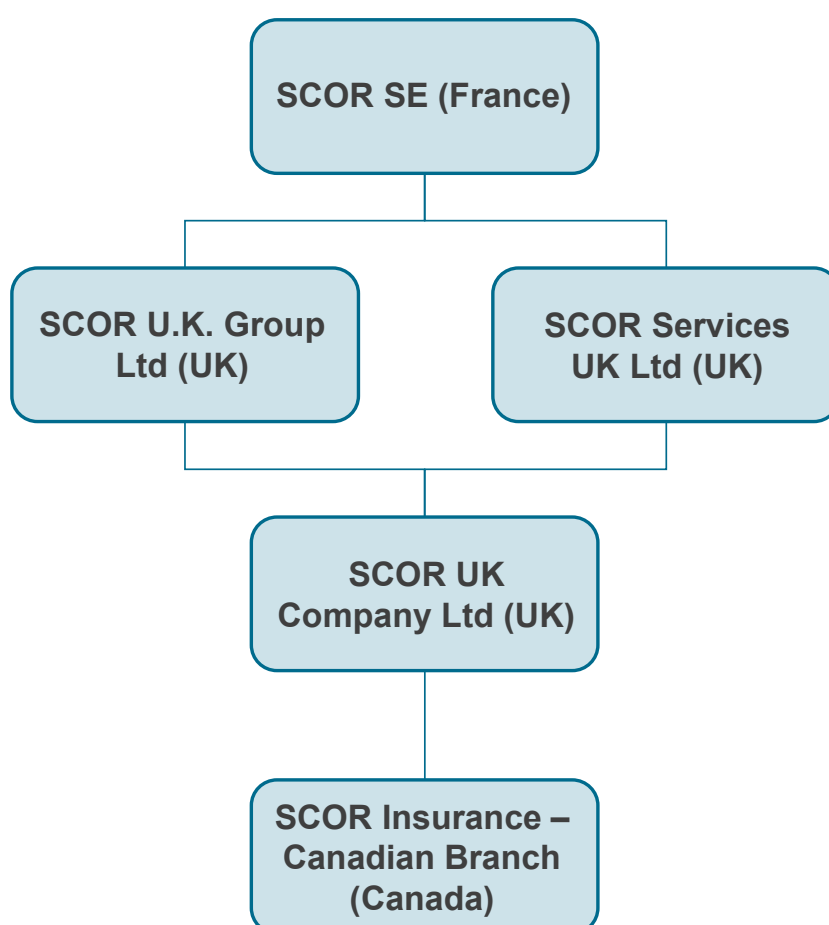 SCOR SE (France)
SCOR U.K. Group
Ltd (UK)
SCOR Services
UK Ltd (UK)
SCOR UK
Company Ltd (UK)
SCOR Insurance –
Canadian Branch
(Canada)